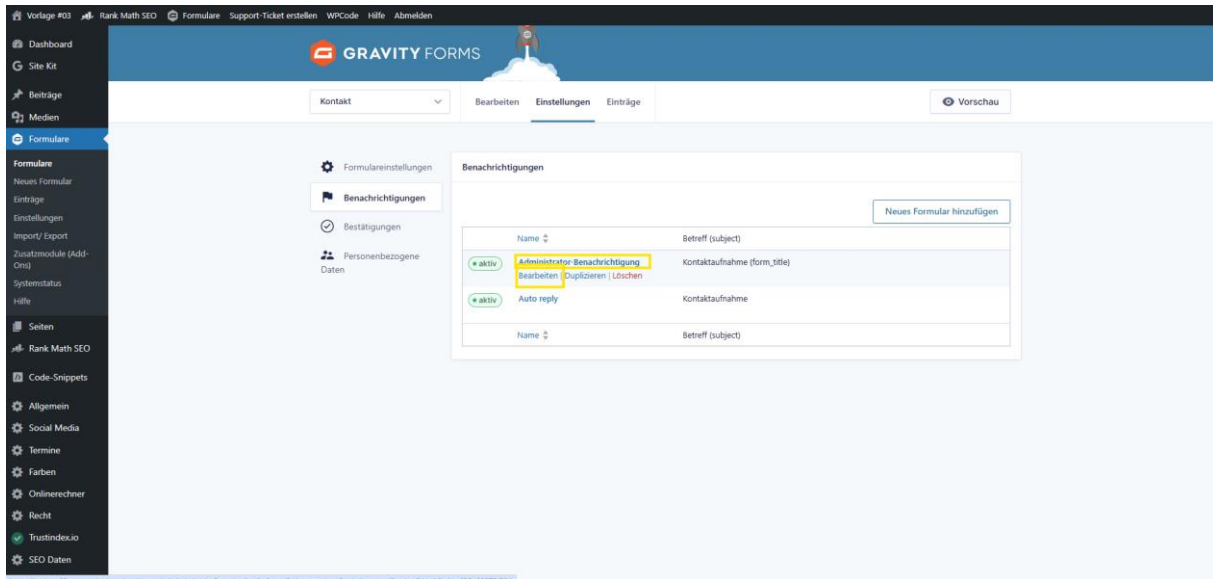 Vorlage #03 Rank Math SEO Formulare Support-Ticket erstellen WPCode Hilfe Abmelden
Dashboard
Site Kit
Beiträge
Medien
Formulare
Formulare
Neues Formular
Einträge
Einstellungen
Import/ Export
Zusatzmodule (Add-
Ons)
Systemstatus
Hilfe
Seiten
Rank Math SEO
Code-Snippets
Allgemein
Social Media
Termine
Farben
Onlinerechner
Recht
Trustindex.io
SEO Daten
GRAVITY FORMS
Kontakt
Bearbeiten Einstellungen Einträge
Vorschau
Formulareinstellungen
Benachrichtigungen
Bestätigungen
Personenbezogene
Daten
Benachrichtigungen
Neues Formular hinzufügen
Name Betreff (subject)
aktiv Administrator-Benachrichtigung Kontaktaufnahme {form_title}
Bearbeiten | Duplizieren | Löschen
aktiv Auto reply Kontaktaufnahme
Name Betreff (subject)